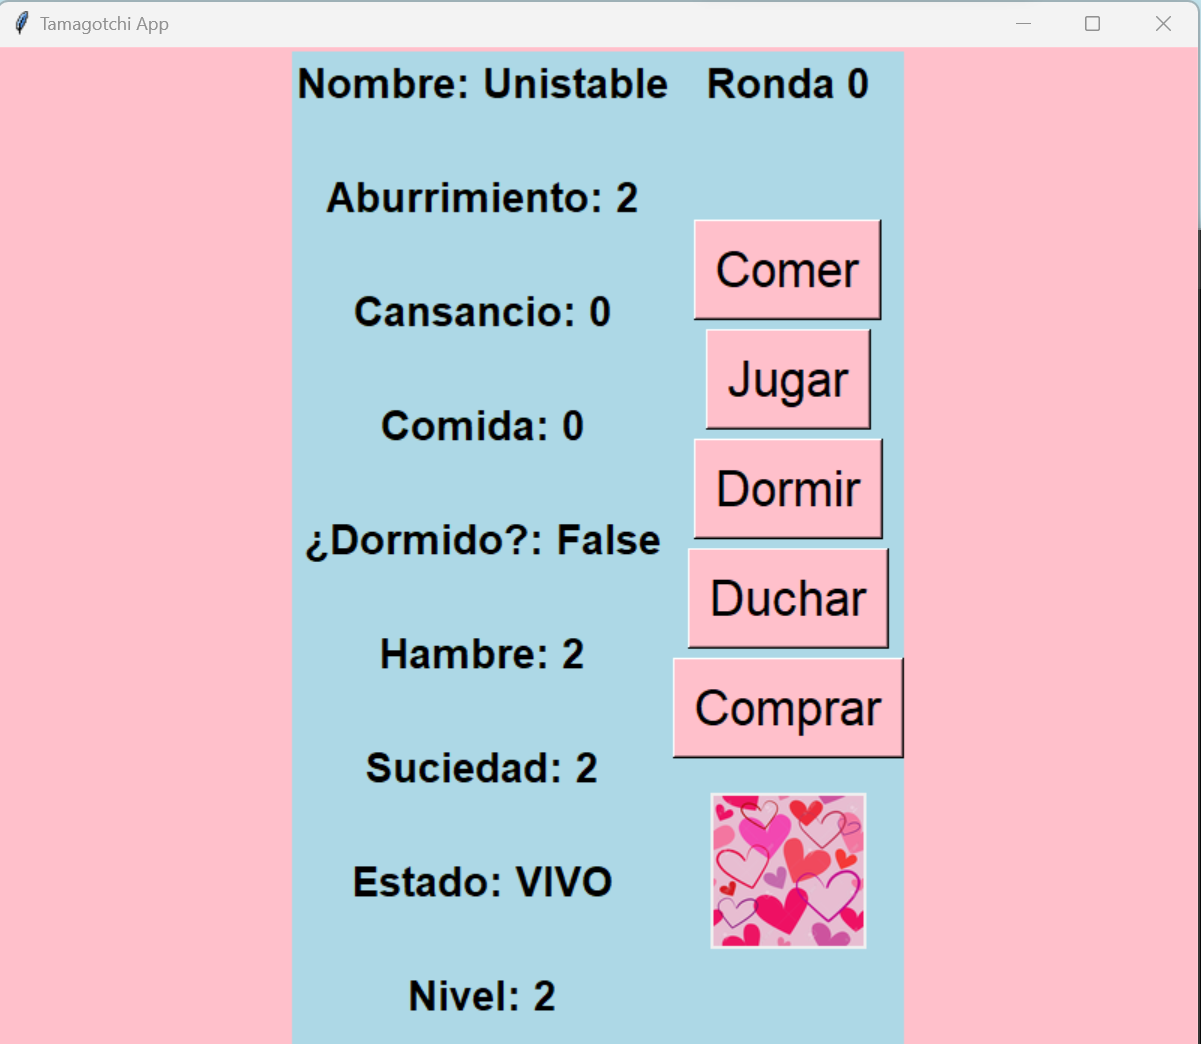 Tamagotchi App
Nombre: Unistable
Ronda 0
Aburrimiento: 2
Cansancio: 0
Comida: 0
¿Dormido?: False
Hambre: 2
Suciedad: 2
Estado: VIVO
Nivel: 2
Comer
Jugar
Dormir
Duchar
Comprar